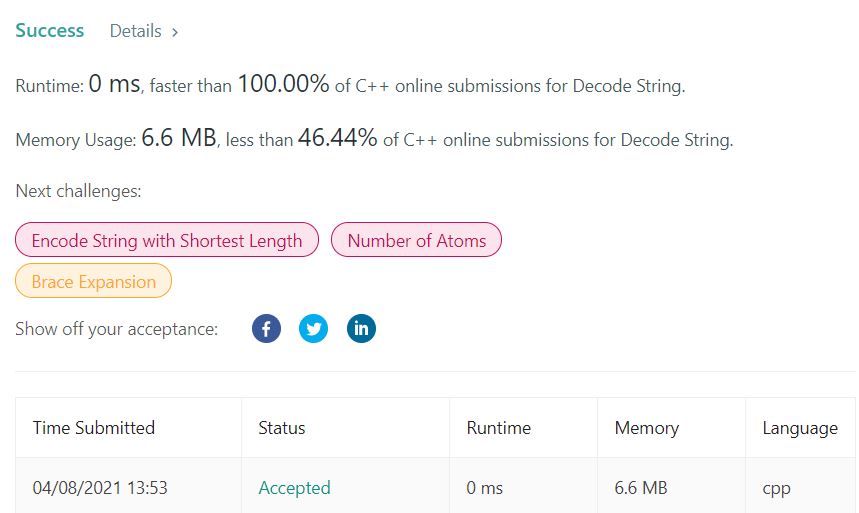 Success Details >
Runtime: 0 ms, faster than 100.00% of C++ online submissions for Decode String.
Memory Usage: 6.6 MB, less than 46.44% of C++ online submissions for Decode String.
Next challenges:
Encode String with Shortest Length Number of Atoms
Brace Expansion
Show off your acceptance:
Time Submitted Status Runtime Memory Language
04/08/2021 13:53 Accepted 0 ms 6.6 MB cpp